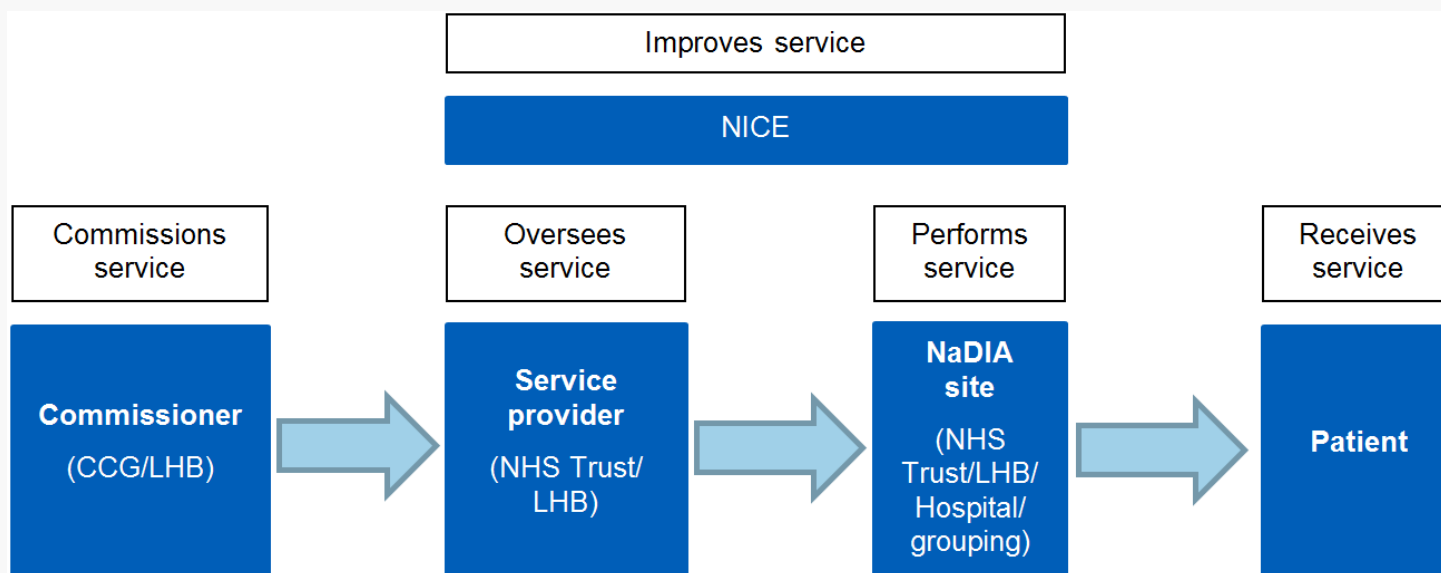 Improves service
NICE
Commissions
service
Oversees
service
Performs
service
Receives
service
Commissioner
(CCG/LHB)
Service
provider
(NHS Trust/
LHB)
NaDIA
site
(NHS
Trust/LHB/
Hospital/
grouping)
Patient